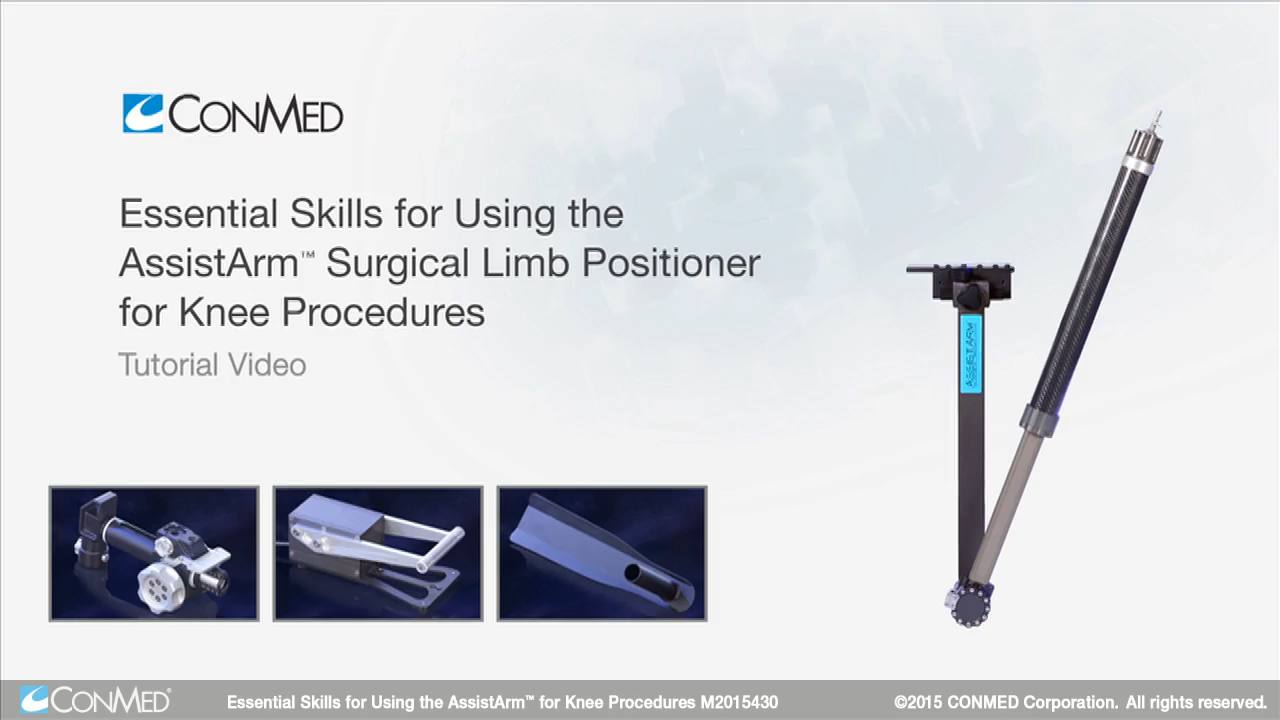 CONMED
Essential Skills for Using the
AssistArm™ Surgical Limb Positioner
for Knee Procedures
Tutorial Video
ASSISTARM
CONMED®
Essential Skills for Using the AssistArm™ for Knee Procedures M2015430
©2015 CONMED Corporation. All rights reserved.